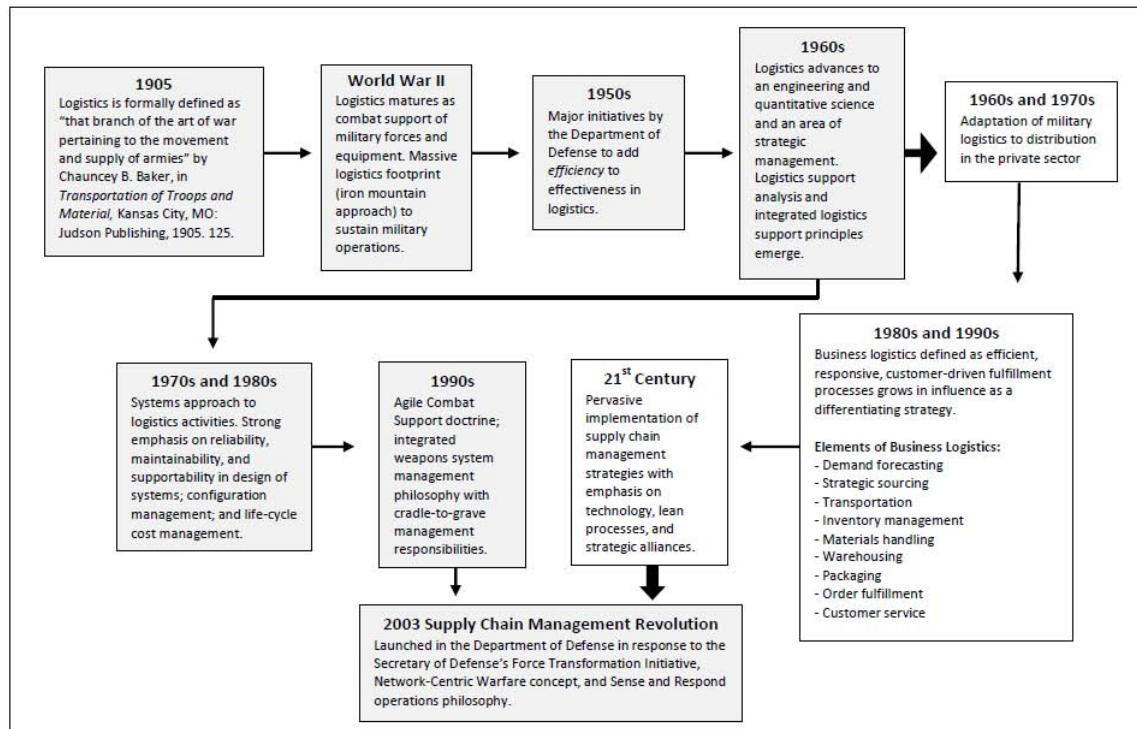 1905
Logistics is formally defined as
“that branch of the art of war
pertaining to the movement
and supply of armies” by
Chauncey B. Baker, in
Transportation of Troops and
Material, Kansas City, MO:
Judson Publishing, 1905. 125.
World War II
Logistics matures as
combat support of
military forces and
equipment. Massive
logistics footprint
(iron mountain
approach) to
sustain military
operations.
1950s
Major initiatives by
the Department of
Defense to add
efficiency to
effectiveness in
logistics.
1960s
Logistics advances to
an engineering and
quantitative science
and an area of
strategic
management.
Logistics support
analysis and
integrated logistics
support principles
emerge.
1960s and 1970s
Adaptation of military
logistics to distribution
in the private sector
1970s and 1980s
Systems approach to
logistics activities. Strong
emphasis on reliability,
maintainability, and
supportability in design of
systems; configuration
management; and life-cycle
cost management.
1990s
Agile Combat
Support doctrine;
integrated
weapons system
management
philosophy with
cradle-to-grave
management
responsibilities.
21st Century
Pervasive
implementation of
supply chain
management
strategies with
emphasis on
technology, lean
processes, and
strategic alliances.
1980s and 1990s
Business logistics defined as efficient,
responsive, customer-driven fulfillment
processes grows in influence as a
differentiating strategy.
Elements of Business Logistics:
- Demand forecasting
- Strategic sourcing
- Transportation
- Inventory management
- Materials handling
- Warehousing
- Packaging
- Order fulfillment
- Customer service
2003 Supply Chain Management Revolution
Launched in the Department of Defense in response to the
Secretary of Defense’s Force Transformation Initiative,
Network-Centric Warfare concept, and Sense and Respond
operations philosophy.